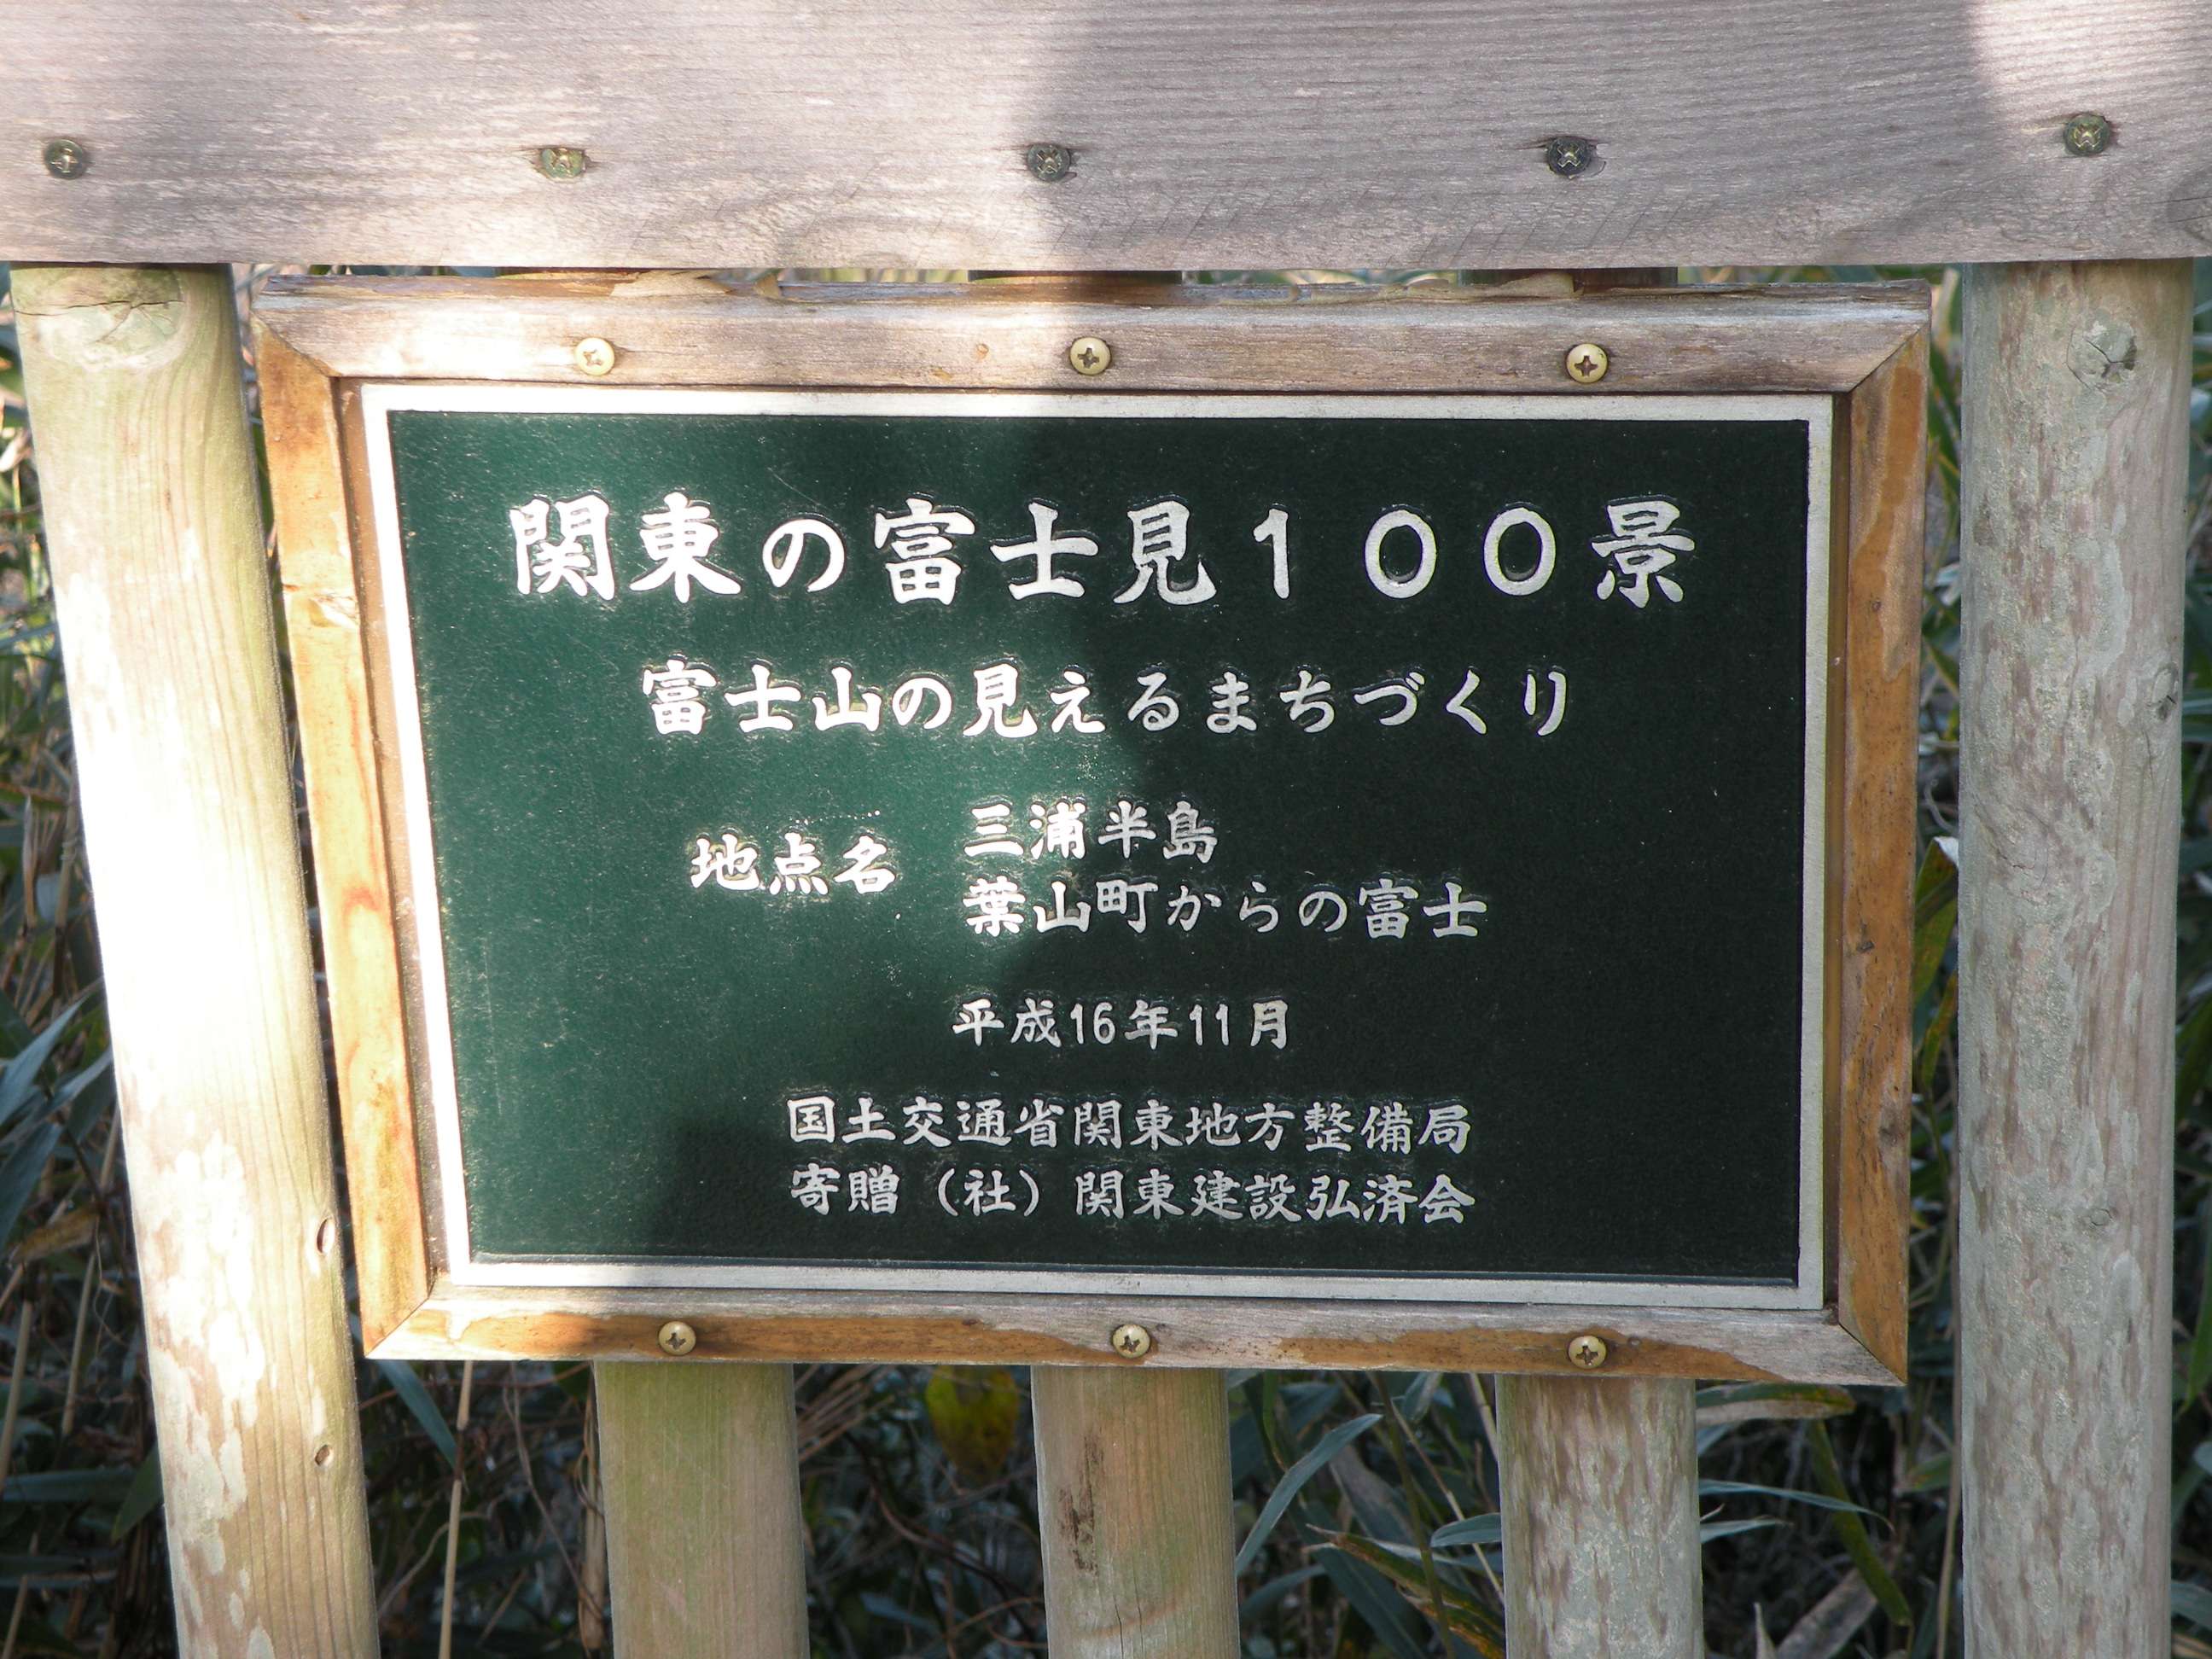 関東の富士見１００景
富士山の見えるまちづくり
地点名
三浦半島
葉山町からの富士
平成16年11月
国土交通省関東地方整備局
寄贈（社）関東建設弘済会